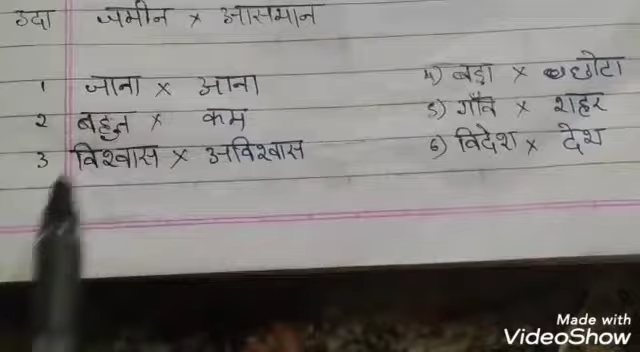 उदा जमीन × आसमान
1 जाना × आना
2 बहुत × कम
3 विश्वास × अविश्वास
4) बड़ा × छोटा
5) गाँव × शहर
6) विदेश × देश
Made with
VideoShow